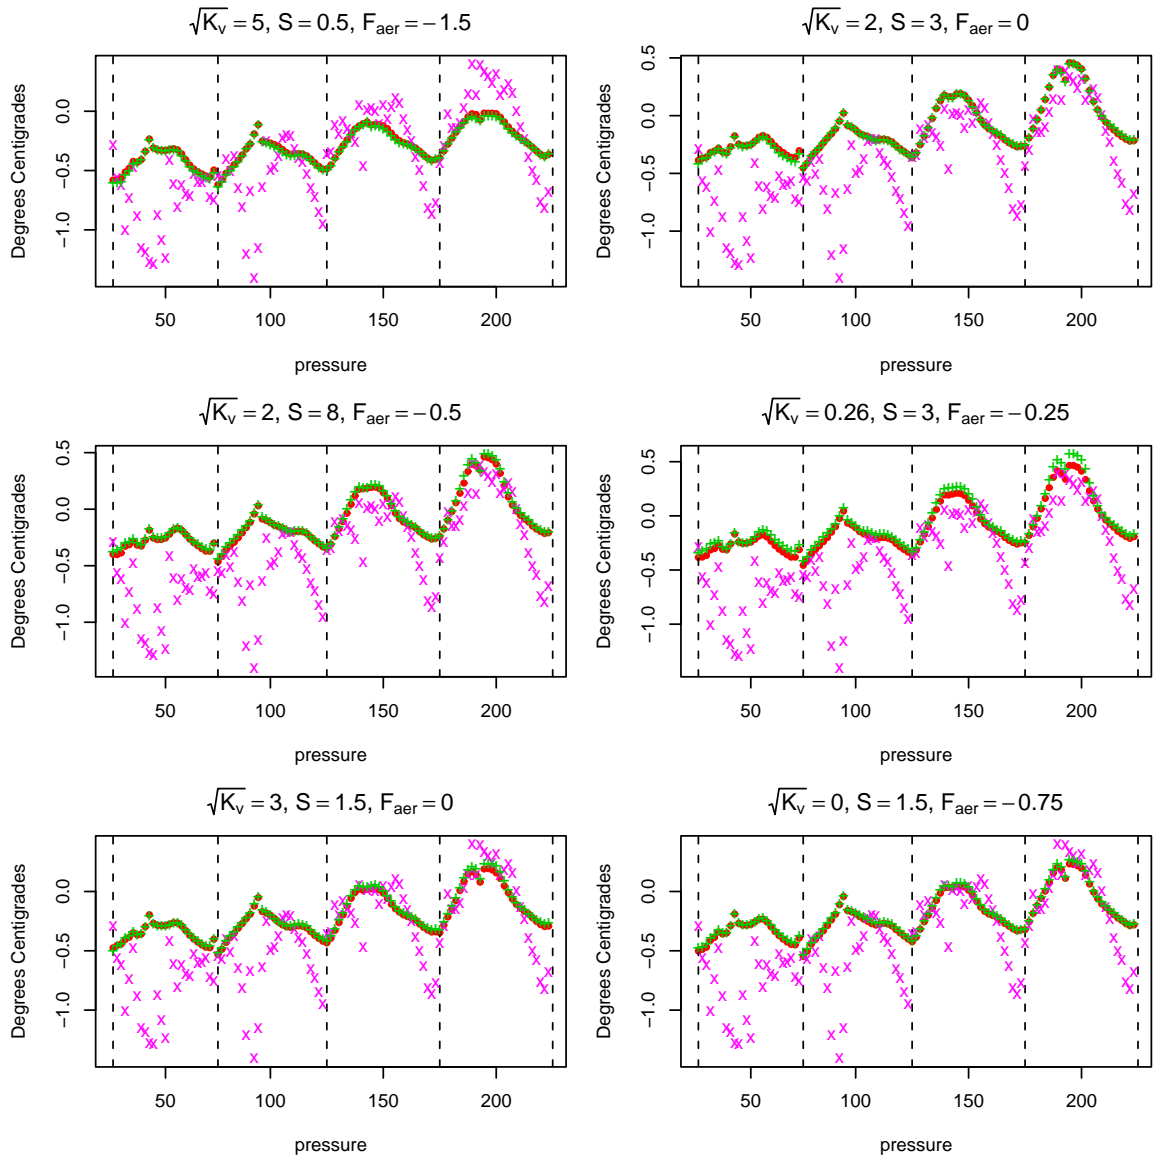 √Kv = 5, S = 0.5, Faer = −1.5
Degrees Centigrades
0.0
−0.5
−1.0
50 100 150 200
pressure
√Kv = 2, S = 3, Faer = 0
Degrees Centigrades
0.5
0.0
−0.5
−1.0
50 100 150 200
pressure
√Kv = 2, S = 8, Faer = −0.5
Degrees Centigrades
0.5
0.0
−0.5
−1.0
50 100 150 200
pressure
√Kv = 0.26, S = 3, Faer = −0.25
Degrees Centigrades
0.5
0.0
−0.5
−1.0
50 100 150 200
pressure
√Kv = 3, S = 1.5, Faer = 0
Degrees Centigrades
0.0
−0.5
−1.0
50 100 150 200
pressure
√Kv = 0, S = 1.5, Faer = −0.75
Degrees Centigrades
0.0
−0.5
−1.0
50 100 150 200
pressure